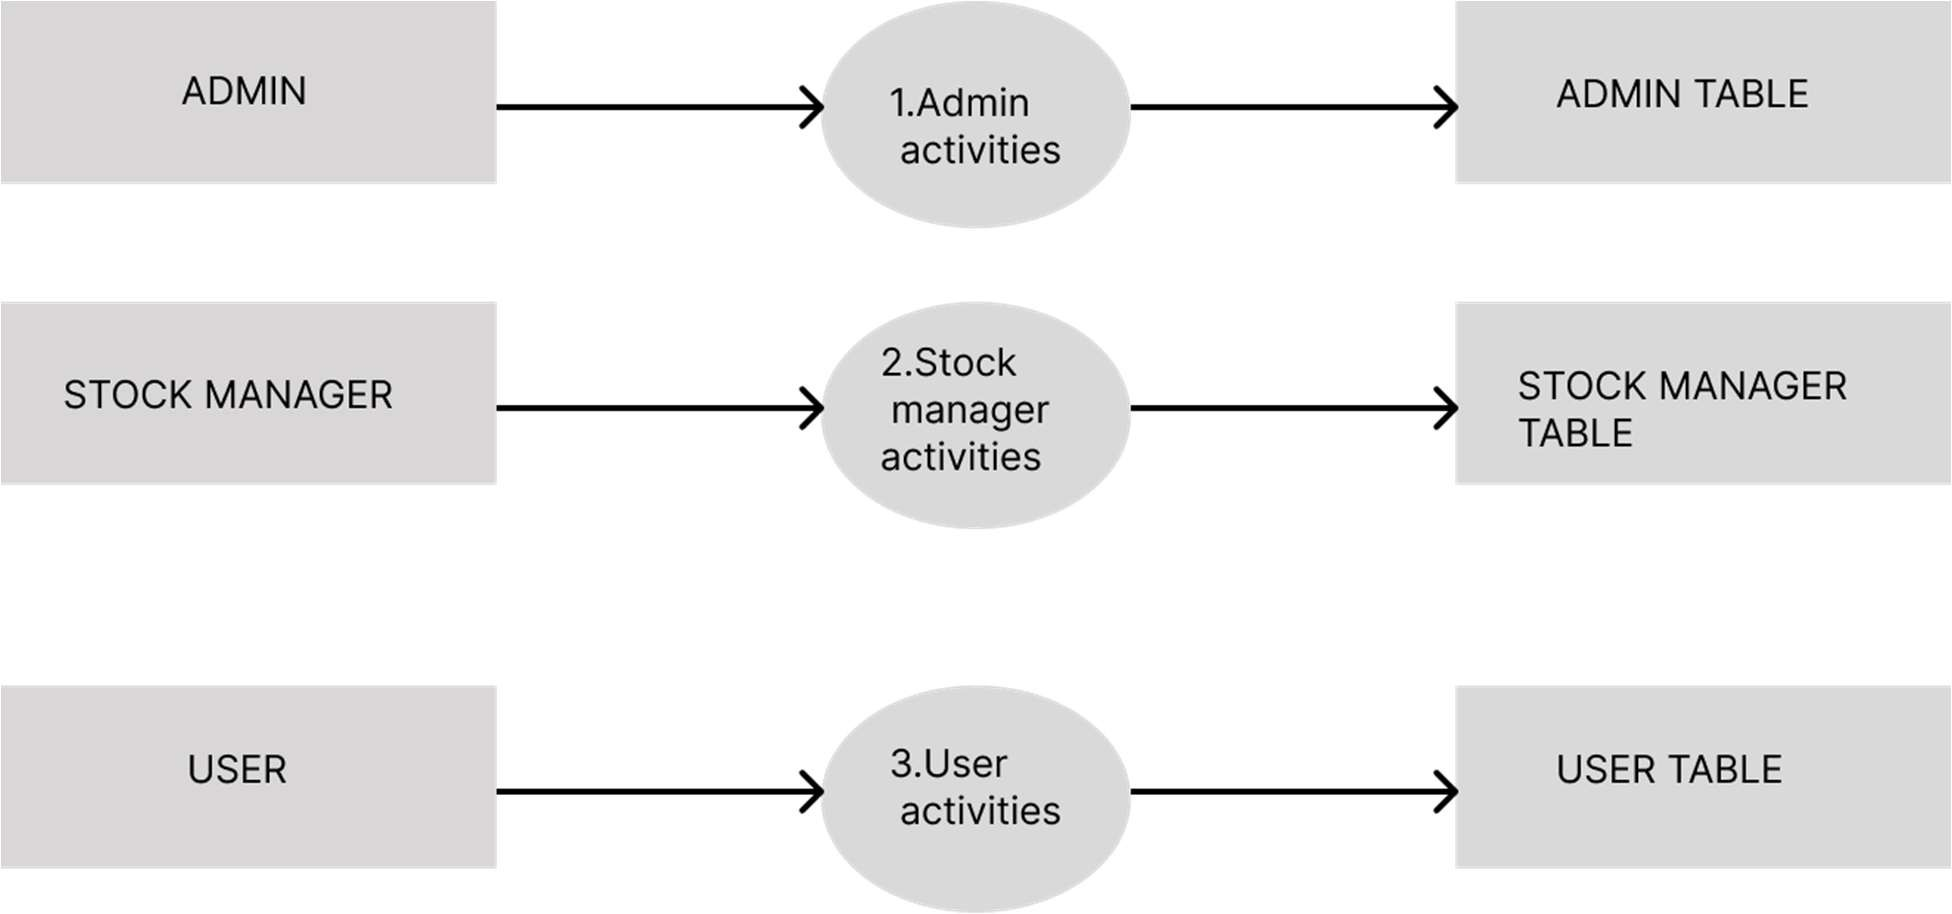 ADMIN
1.Admin
activities
ADMIN TABLE
STOCK MANAGER
2.Stock
manager
activities
STOCK MANAGER
TABLE
USER
3.User
activities
USER TABLE